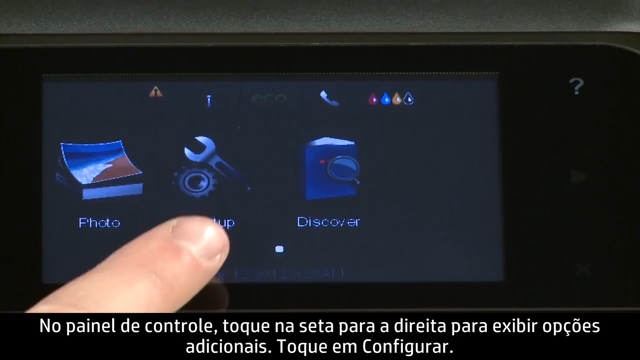 eco
?
Photo
Discover
No painel de controle, toque na seta para a direita para exibir opções
adicionais. Toque em Configurar.